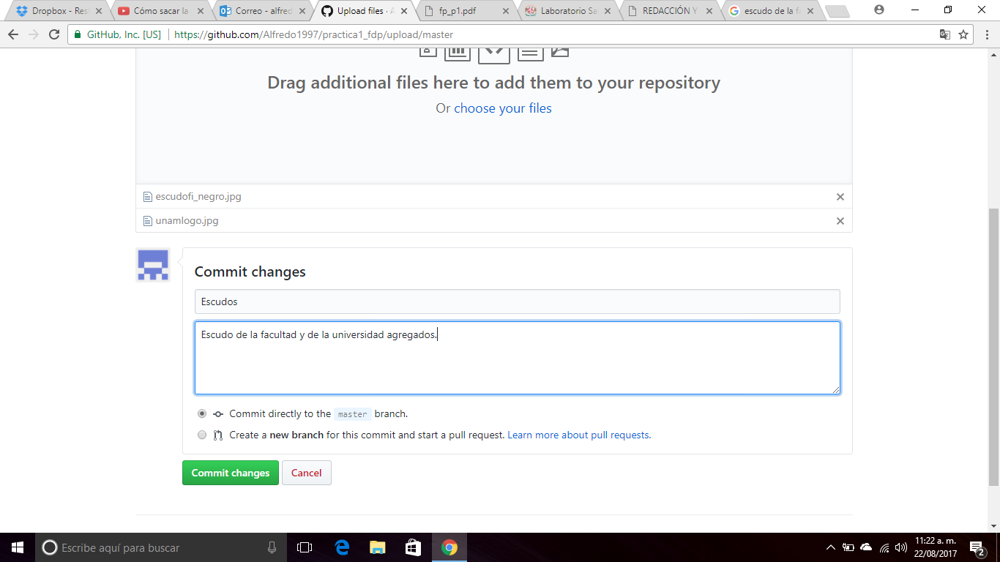 Dropbox - Res
Cómo sacar la
Correo - alfred
Upload files · A
fp_p1.pdf
Laboratorio Sa
REDACCIÓN Y
escudo de la fa
GitHub, Inc. [US]
https://github.com/Alfredo1997/practica1_fdp/upload/master
Drag additional files here to add them to your repository
Or choose your files
escudofi_negro.jpg
unamlogo.jpg
Commit changes
Escudos
Escudo de la facultad y de la universidad agregados.
Commit directly to the master branch.
Create a new branch for this commit and start a pull request. Learn more about pull requests.
Commit changes
Cancel
Escribe aquí para buscar
11:22 a. m.
22/08/2017
2